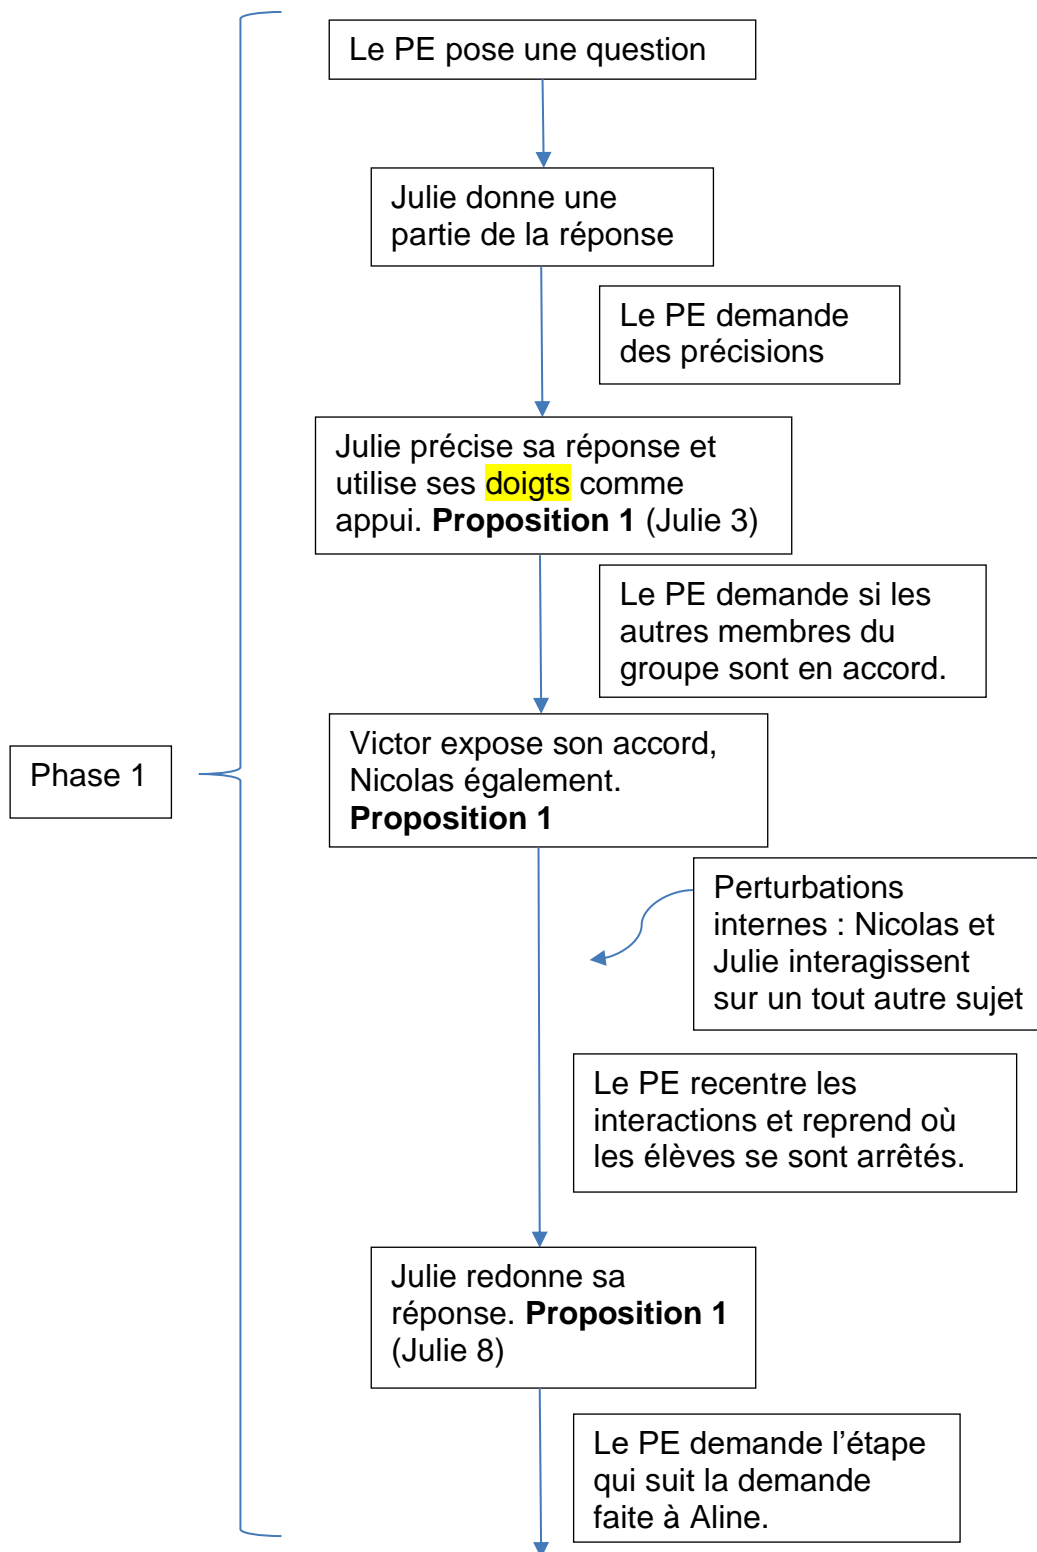 Le PE pose une question
Julie donne une
partie de la réponse
Le PE demande
des précisions
Julie précise sa réponse et
utilise ses doigts comme
appui. Proposition 1 (Julie 3)
Le PE demande si les
autres membres du
groupe sont en accord.
Phase 1
Victor expose son accord,
Nicolas également.
Proposition 1
Perturbations
internes : Nicolas et
Julie interagissent
sur un tout autre sujet
Le PE recentre les
interactions et reprend où
les élèves se sont arrêtés.
Julie redonne sa
réponse. Proposition 1
(Julie 8)
Le PE demande l’étape
qui suit la demande
faite à Aline.